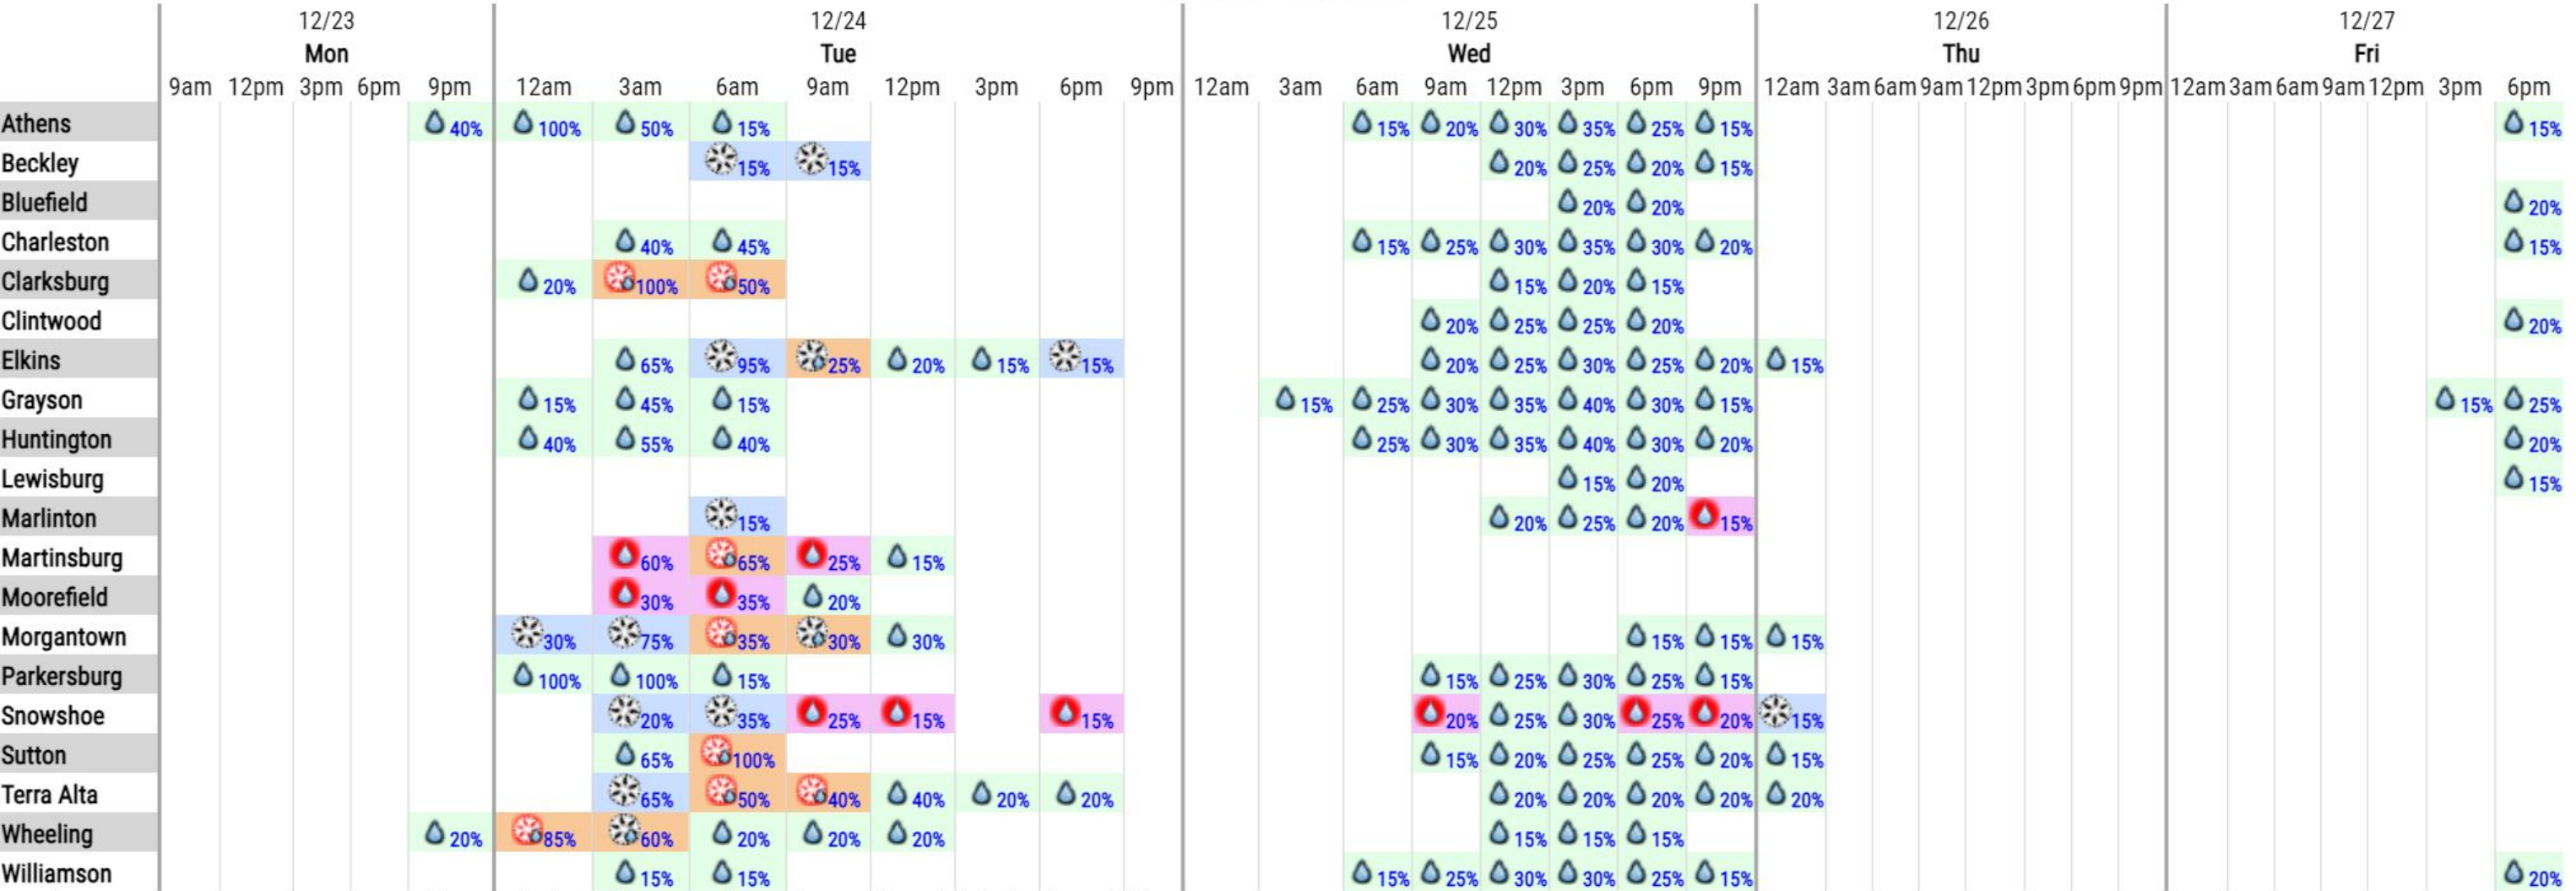 12/23 12/24 12/25 12/26 12/27
Mon Tue Wed Thu Fri
9am 12pm 3pm 6pm 9pm 12am 3am 6am 9am 12pm 3pm 6pm 9pm 12am 3am 6am 9am 12pm 3pm 6pm 9pm 12am 3am 6am 9am 12pm 3pm 6pm 9pm 12am 3am 6am 9am 12pm 3pm 6pm
Athens 40% 100% 50% 15% 15% 20% 30% 35% 25% 15% 15%
Beckley 15% 15% 20% 25% 20% 15%
Bluefield 20% 20% 20%
Charleston 40% 45% 15% 25% 30% 35% 30% 20% 15%
Clarksburg 20% 100% 50% 15% 20% 15%
Clintwood 20% 25% 25% 20% 20%
Elkins 65% 95% 25% 20% 15% 15% 20% 25% 30% 25% 20% 15%
Grayson 15% 45% 15% 15% 25% 30% 35% 40% 30% 15% 15% 25%
Huntington 40% 55% 40% 25% 30% 35% 40% 30% 20% 20%
Lewisburg 15% 20% 15%
Marlinton 15% 20% 25% 20% 15%
Martinsburg 60% 65% 25% 15%
Moorefield 30% 35% 20%
Morgantown 30% 75% 35% 30% 30% 15% 15% 15%
Parkersburg 100% 100% 15% 15% 25% 30% 25% 15%
Snowshoe 20% 35% 25% 15% 15% 20% 25% 30% 25% 20% 15%
Sutton 65% 100% 15% 20% 25% 25% 20% 15%
Terra Alta 65% 50% 40% 40% 20% 20% 20% 20% 20% 20% 20%
Wheeling 20% 85% 60% 20% 20% 20% 15% 15% 15%
Williamson 15% 15% 15% 25% 30% 30% 25% 15% 20%